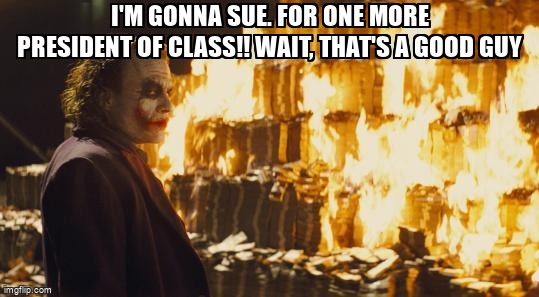 I'M GONNA SUE. FOR ONE MORE
PRESIDENT OF CLASS!! WAIT, THAT'S A GOOD GUY
imgflip.com